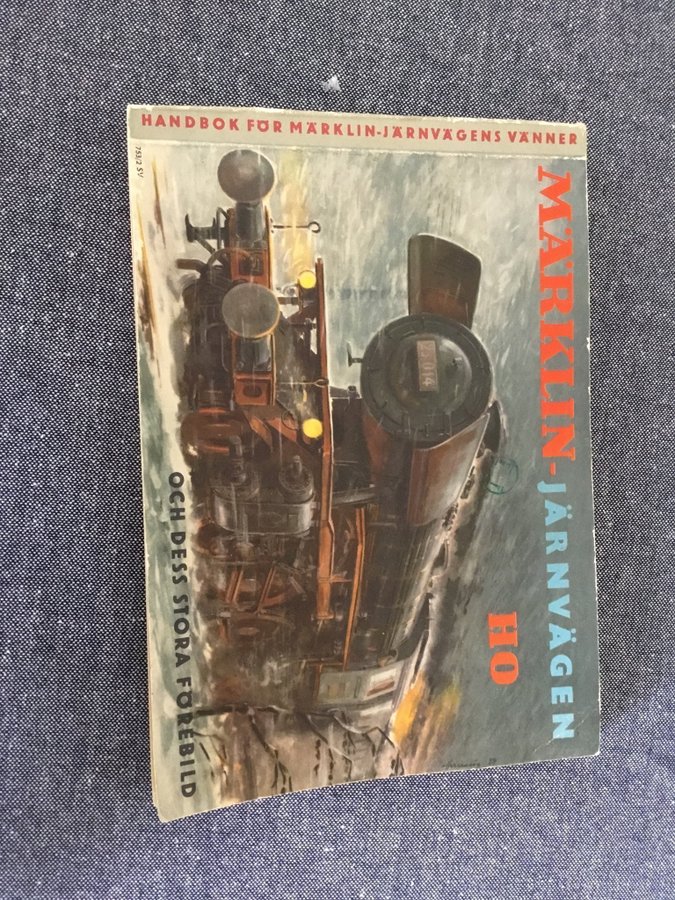 HANDBOK FÖR MÄRKLIN-JÄRNVÄGENS VÄNNER
MÄRKLIN-JÄRNVÄGEN
HO
OCH DESS STORA FÖREBILD